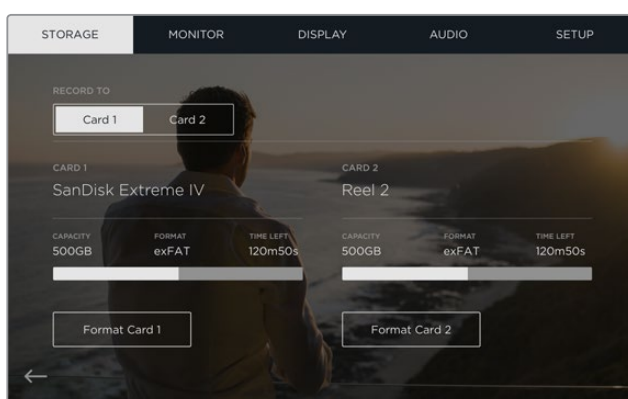 STORAGE MONITOR DISPLAY AUDIO SETUP
RECORD TO
Card 1 Card 2
CARD 1 CARD 2
SanDisk Extreme IV Reel 2
CAPACITY FORMAT TIME LEFT CAPACITY FORMAT TIME LEFT
500GB exFAT 120m50s 500GB exFAT 120m50s
Format Card 1 Format Card 2